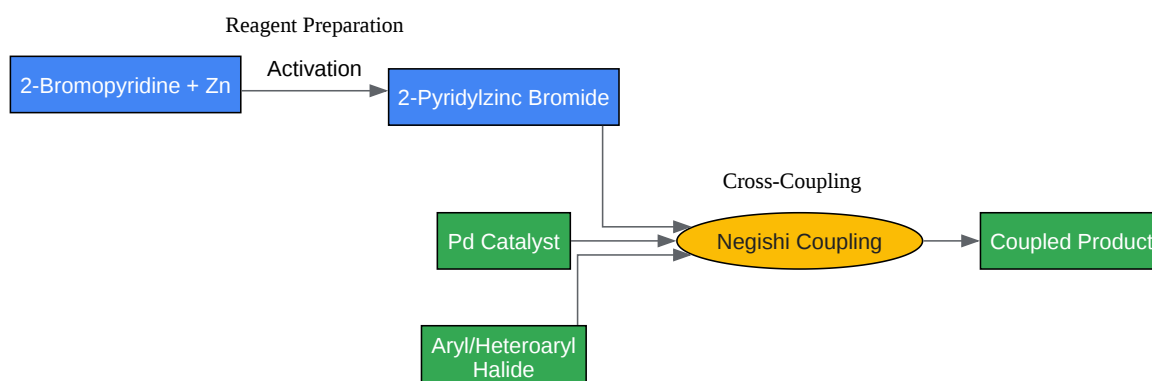 Reagent Preparation
2-Bromopyridine + Zn
Activation
2-Pyridylzinc Bromide
Cross-Coupling
Pd Catalyst
Negishi Coupling
Coupled Product
Aryl/Heteroaryl
Halide